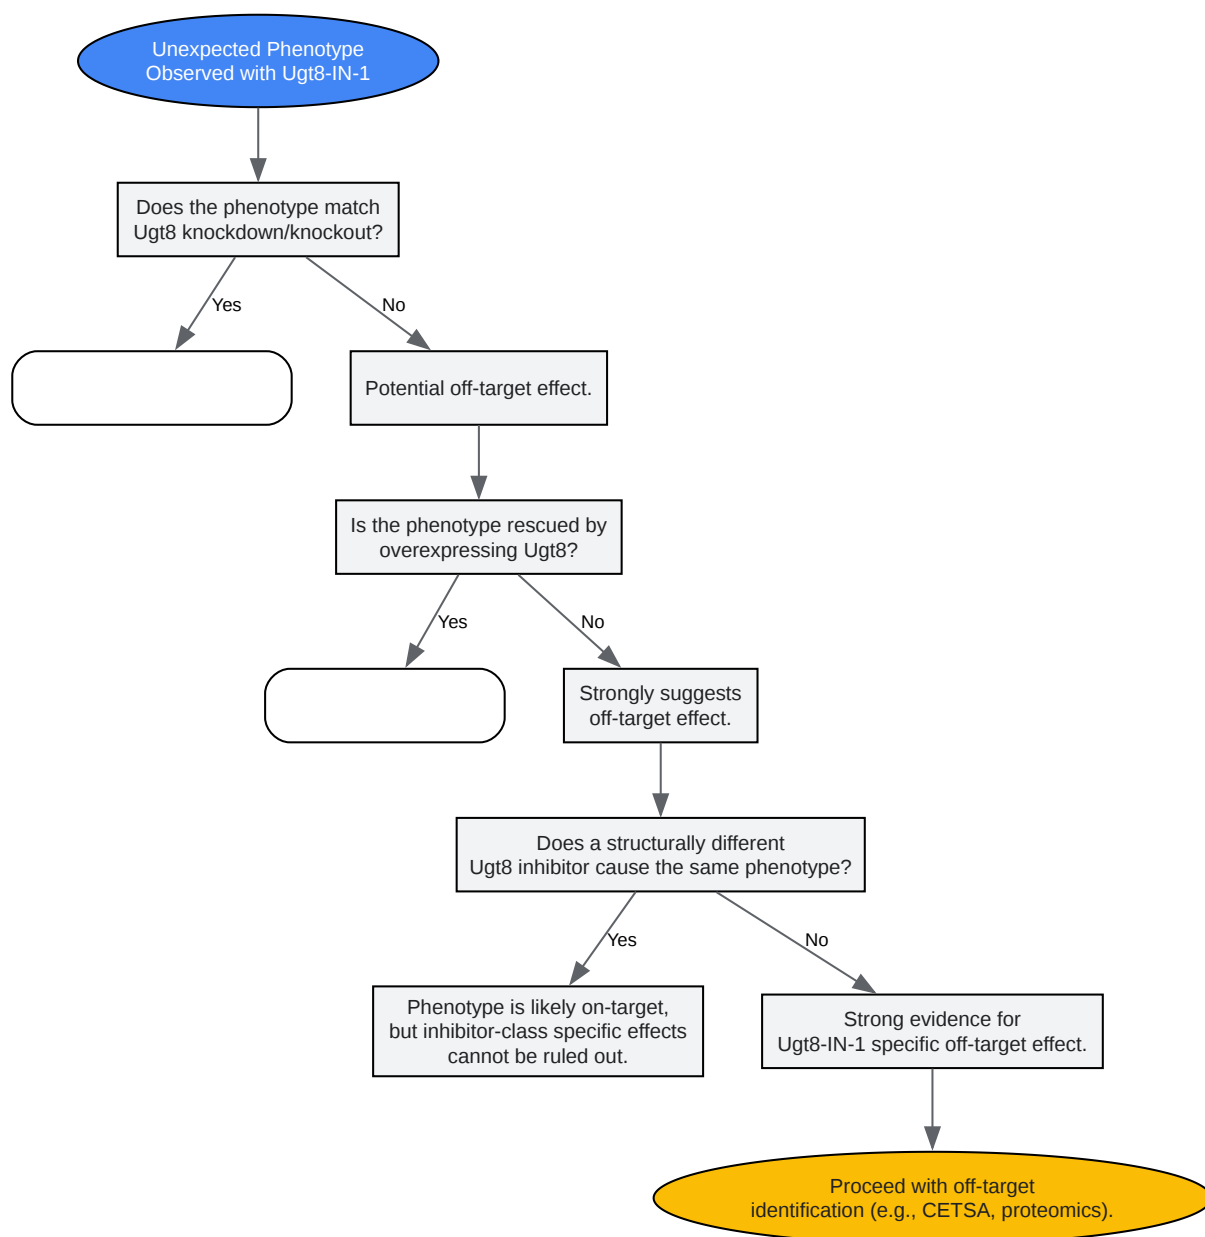 Unexpected Phenotype
Observed with Ugt8-IN-1
Does the phenotype match
Ugt8 knockdown/knockout?
Yes
No
Potential off-target effect.
Is the phenotype rescued by
overexpressing Ugt8?
Yes
No
Strongly suggests
off-target effect.
Does a structurally different
Ugt8 inhibitor cause the same phenotype?
Yes
No
Phenotype is likely on-target,
but inhibitor-class specific effects
cannot be ruled out.
Strong evidence for
Ugt8-IN-1 specific off-target effect.
Proceed with off-target
identification (e.g., CETSA, proteomics).